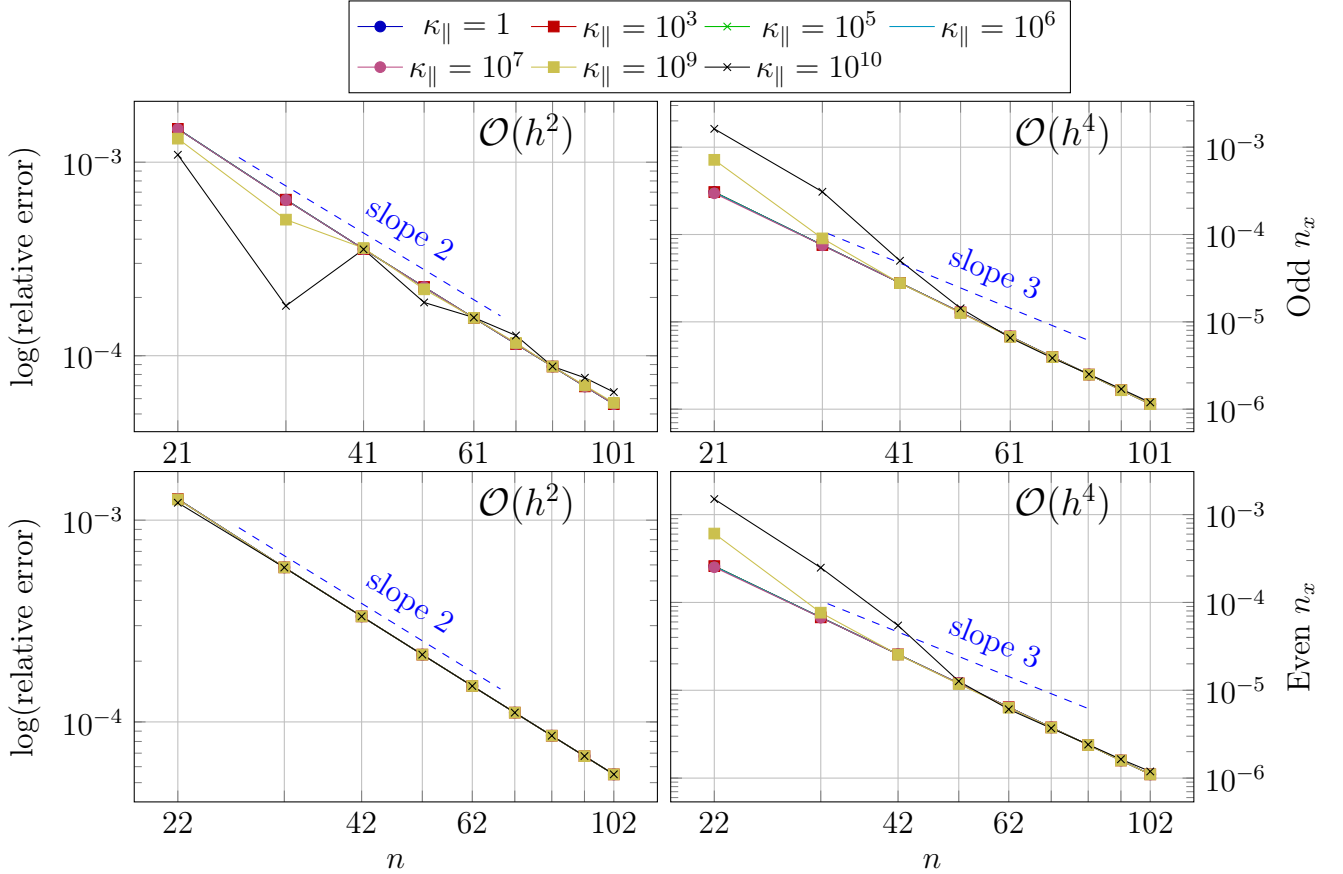 κ∥ = 1 κ∥ = 10³ κ∥ = 10⁵ κ∥ = 10⁶
κ∥ = 10⁷ κ∥ = 10⁹ κ∥ = 10¹⁰
O(h²)
10⁻³
10⁻⁴
log(relative error)
slope 2
21 41 61 101
O(h⁴)
10⁻³
10⁻⁴
10⁻⁵
10⁻⁶
Odd nₓ
slope 3
21 41 61 101
O(h²)
10⁻³
10⁻⁴
log(relative error)
slope 2
22 42 62 102
n
O(h⁴)
10⁻³
10⁻⁴
10⁻⁵
10⁻⁶
Even nₓ
slope 3
22 42 62 102
n